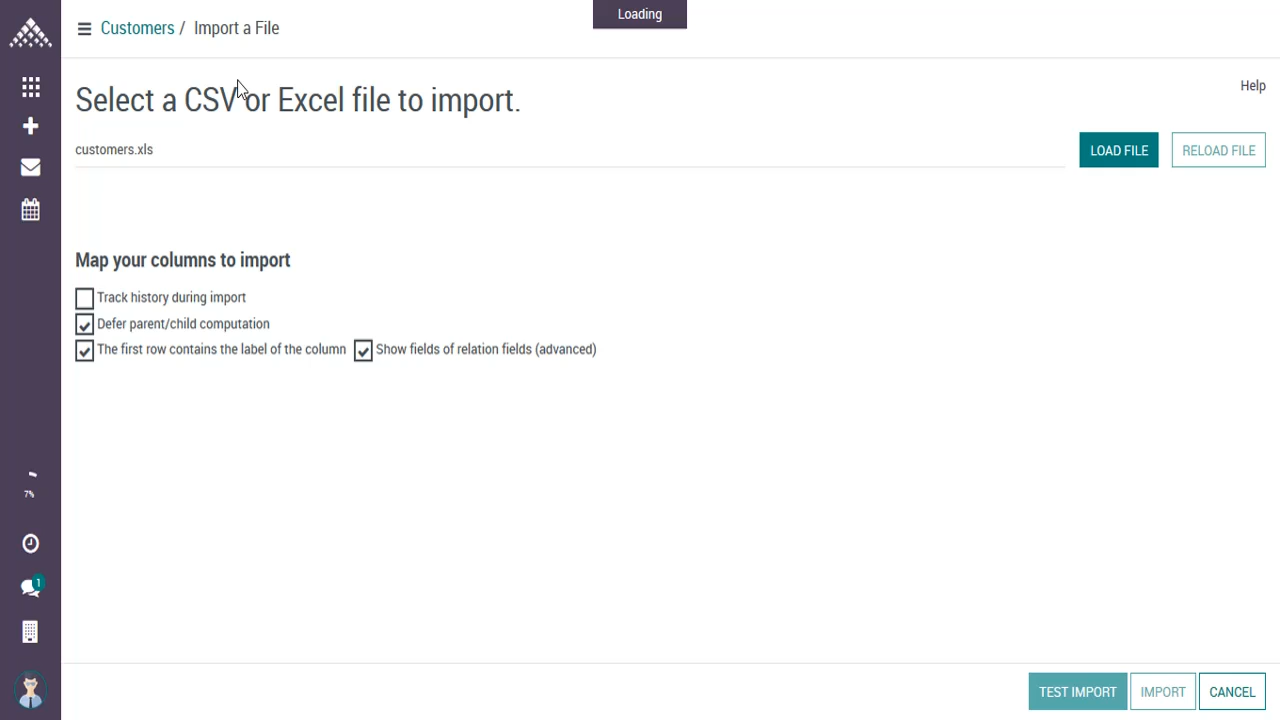 Loading
Customers / Import a File
Help
Select a CSV or Excel file to import.
customers.xls
LOAD FILE
RELOAD FILE
Map your columns to import
Track history during import
Defer parent/child computation
The first row contains the label of the column
Show fields of relation fields (advanced)
7%
1
TEST IMPORT
IMPORT
CANCEL